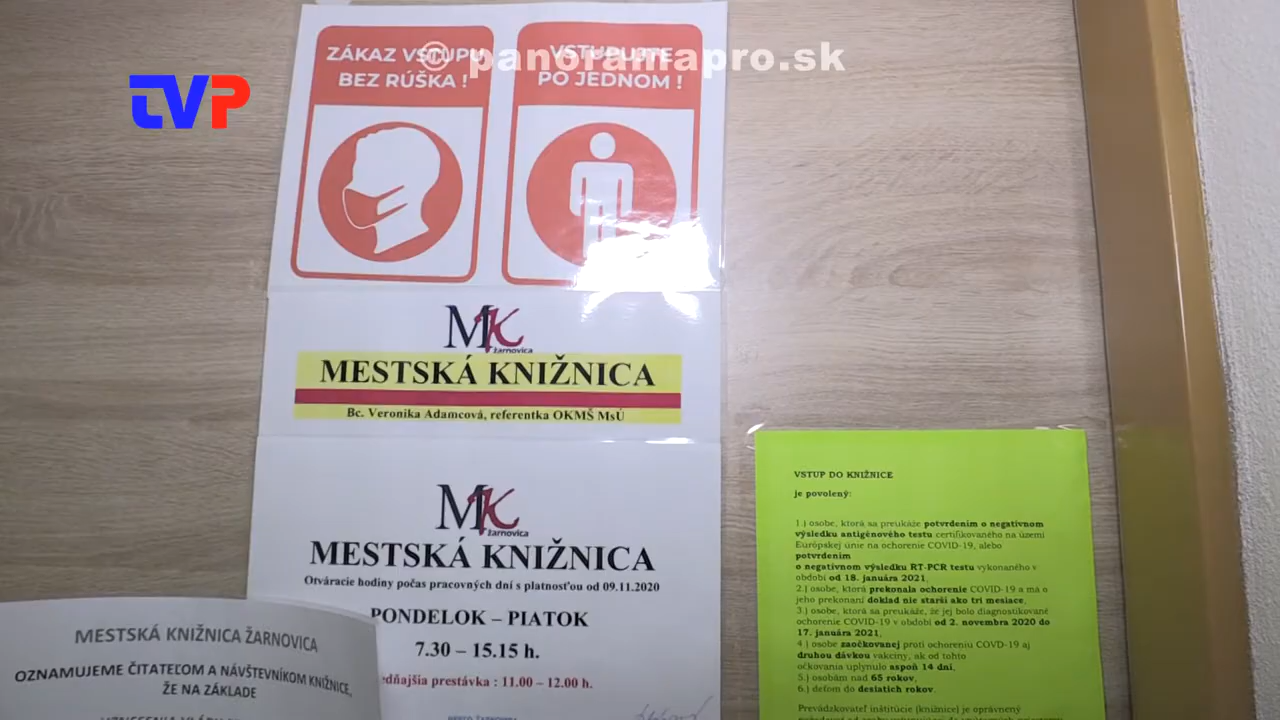 © panoramapro.sk
TVP
ZÁKAZ VSTUPU
BEZ RÚŠKA !
VSTUPUJTE
PO JEDNOM !
MK
žarnovica
MESTSKÁ KNIŽNICA
Bc. Veronika Adamcová, referentka OKMŠ MsÚ
MK
žarnovica
MESTSKÁ KNIŽNICA
Otváracie hodiny počas pracovných dní s platnosťou od 09.11.2020
PONDELOK – PIATOK
7.30 – 15.15 h.
prestávka : 11.00 – 12.00 h.
MESTSKÁ KNIŽNICA ŽARNOVICA
OZNAMUJEME ČITATEĽOM A NÁVŠTEVNÍKOM KNIŽNICE,
ŽE NA ZÁKLADE
VSTUP DO KNIŽNICE
je povolený:
1.) osobe, ktorá sa preukáže potvrdením o negatívnom
výsledku antigénového testu certifikovaného na území
Európskej únie na ochorenie COVID-19, alebo
potvrdením
o negatívnom výsledku RT-PCR testu vykonaného v
období od 18. januára 2021,
2.) osobe, ktorá prekonala ochorenie COVID-19 a má o
jeho prekonaní doklad nie starší ako tri mesiace,
3.) osobe, ktorá sa preukáže, že jej bolo diagnostikované
ochorenie COVID-19 v období od 2. novembra 2020 do
17. januára 2021,
4.) osobe zaočkovanej proti ochoreniu COVD-19 aj
druhou dávkou vakcíny, ak od tohto
očkovania uplynulo aspoň 14 dní,
5.) osobám nad 65 rokov,
6.) deťom do desiatich rokov.
Prevádzkovateľ inštitúcie (knižnice) je oprávnený